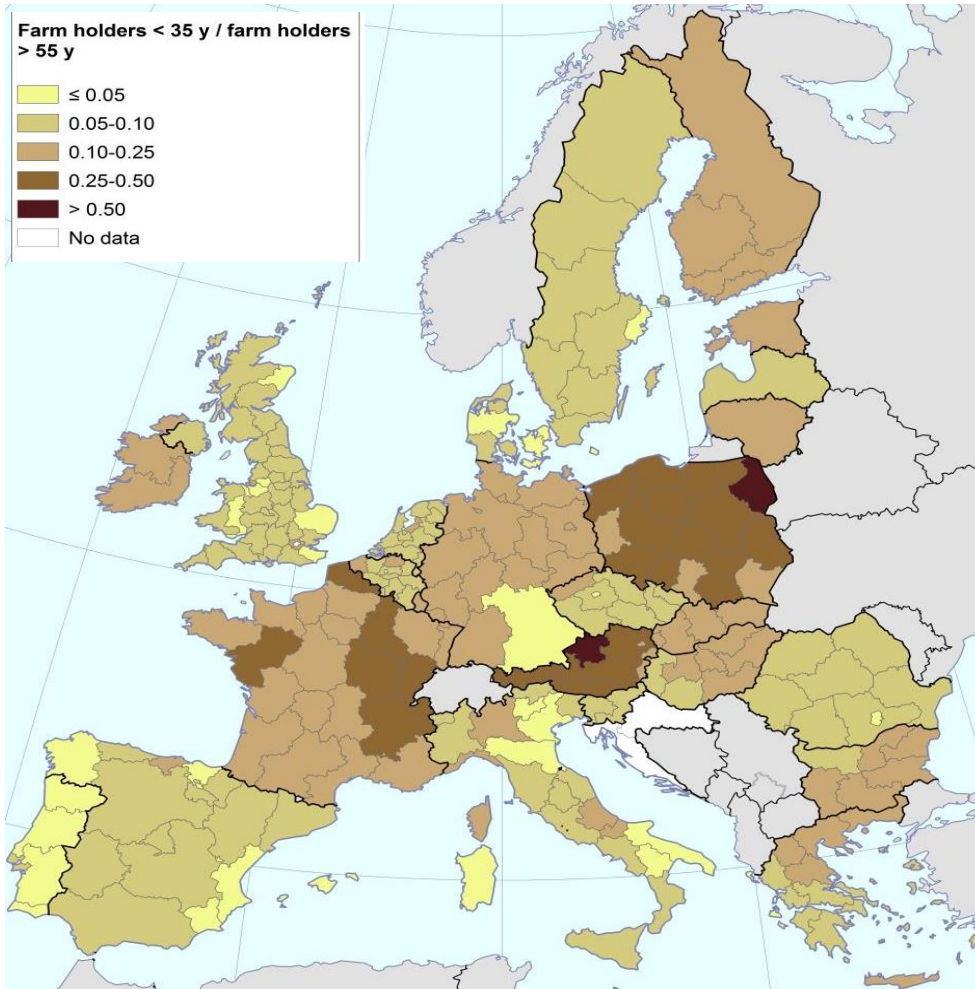 Farm holders < 35 y / farm holders
> 55 y
≤ 0.05
0.05-0.10
0.10-0.25
0.25-0.50
> 0.50
No data